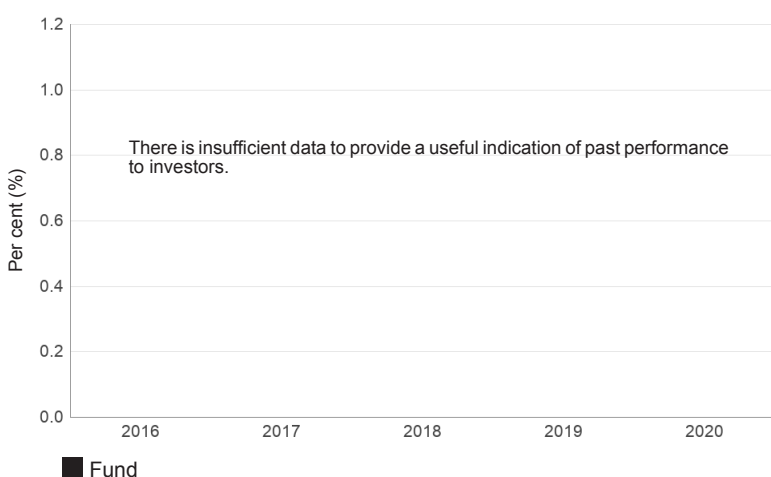 1.2
1.0
There is insufficient data to provide a useful indication of past performance
0.8
to investors.
Per cent (%)
0.6
0.4
0.2
0.0
2016 2017 2018 2019 2020
Fund